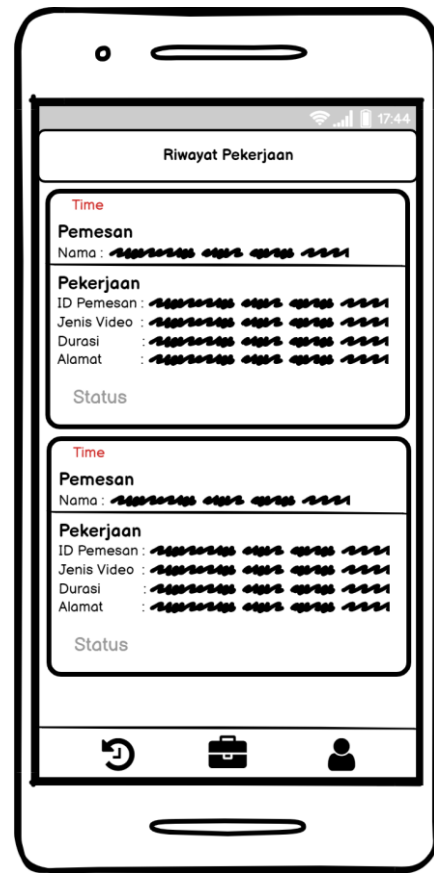 17:44
Riwayat Pekerjaan
Time
Pemesan
Nama :
Pekerjaan
ID Pemesan :
Jenis Video :
Durasi :
Alamat :
Status
Time
Pemesan
Nama :
Pekerjaan
ID Pemesan :
Jenis Video :
Durasi :
Alamat :
Status